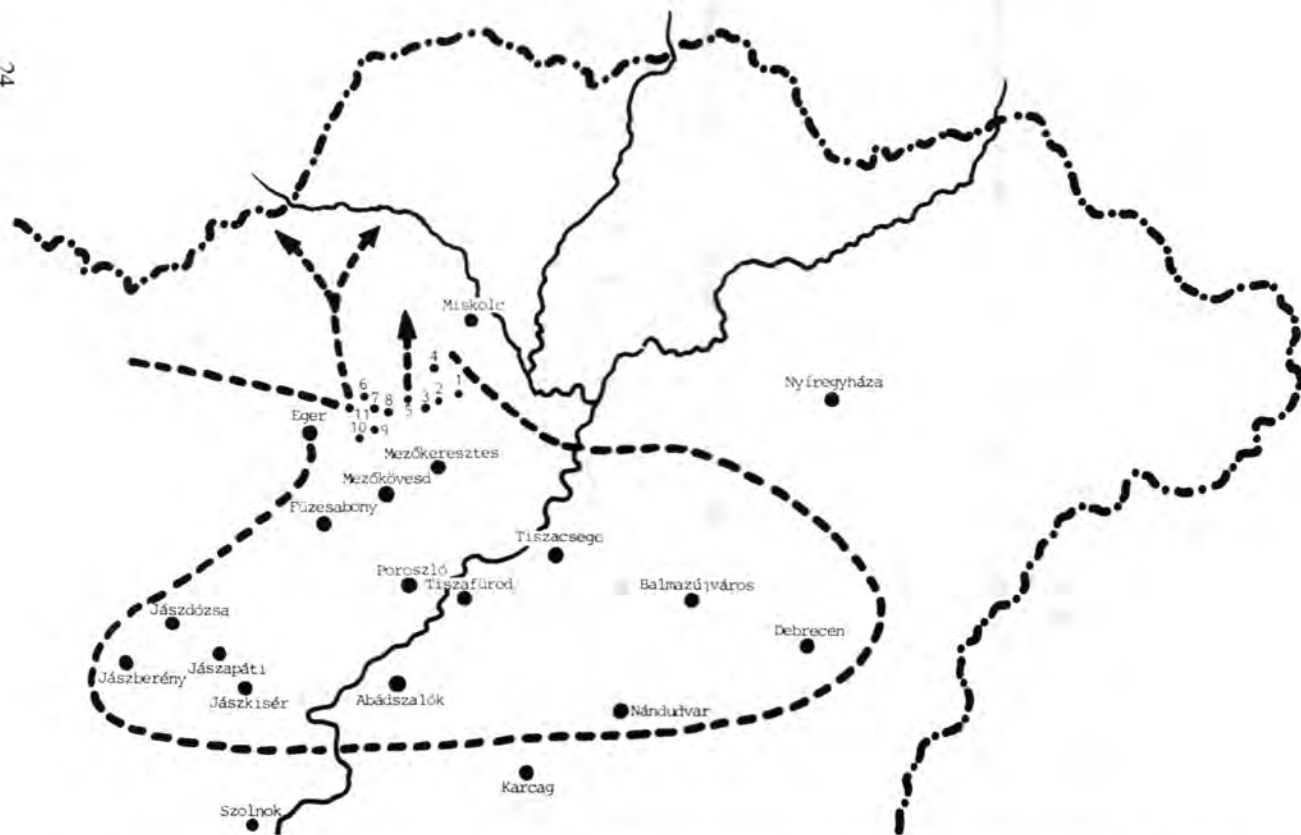 24
Miskolc
4
1
6
2
7
3
8
5
11
10
9
Nyíregyháza
Eger
Mezőkeresztes
Mezőkövesd
Füzesabony
Tiszacsege
Poroszló
Tiszafüred
Balmazújváros
Jászdózsa
Debrecen
Jászapáti
Jászberény
Jászkisér
Abádszalók
Nándudvar
Karcag
Szolnok